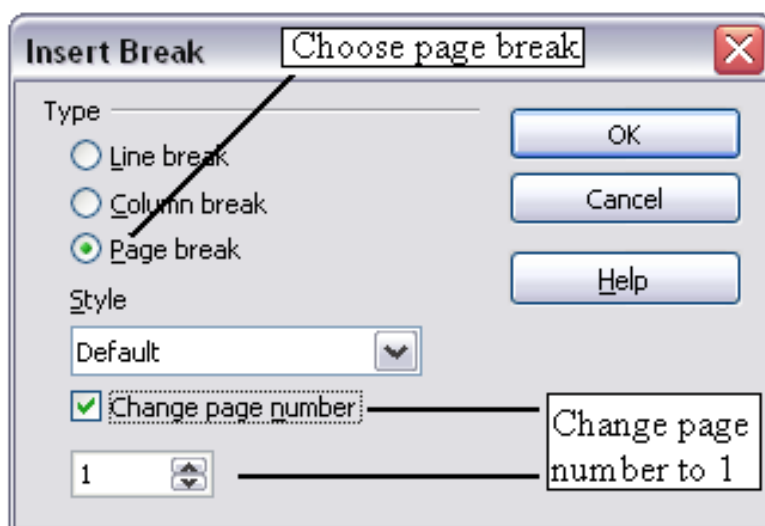 Insert Break
Choose page break
Type
Line break
OK
Column break
Cancel
Page break
Help
Style
Default
Change page number
Change page
number to 1
1